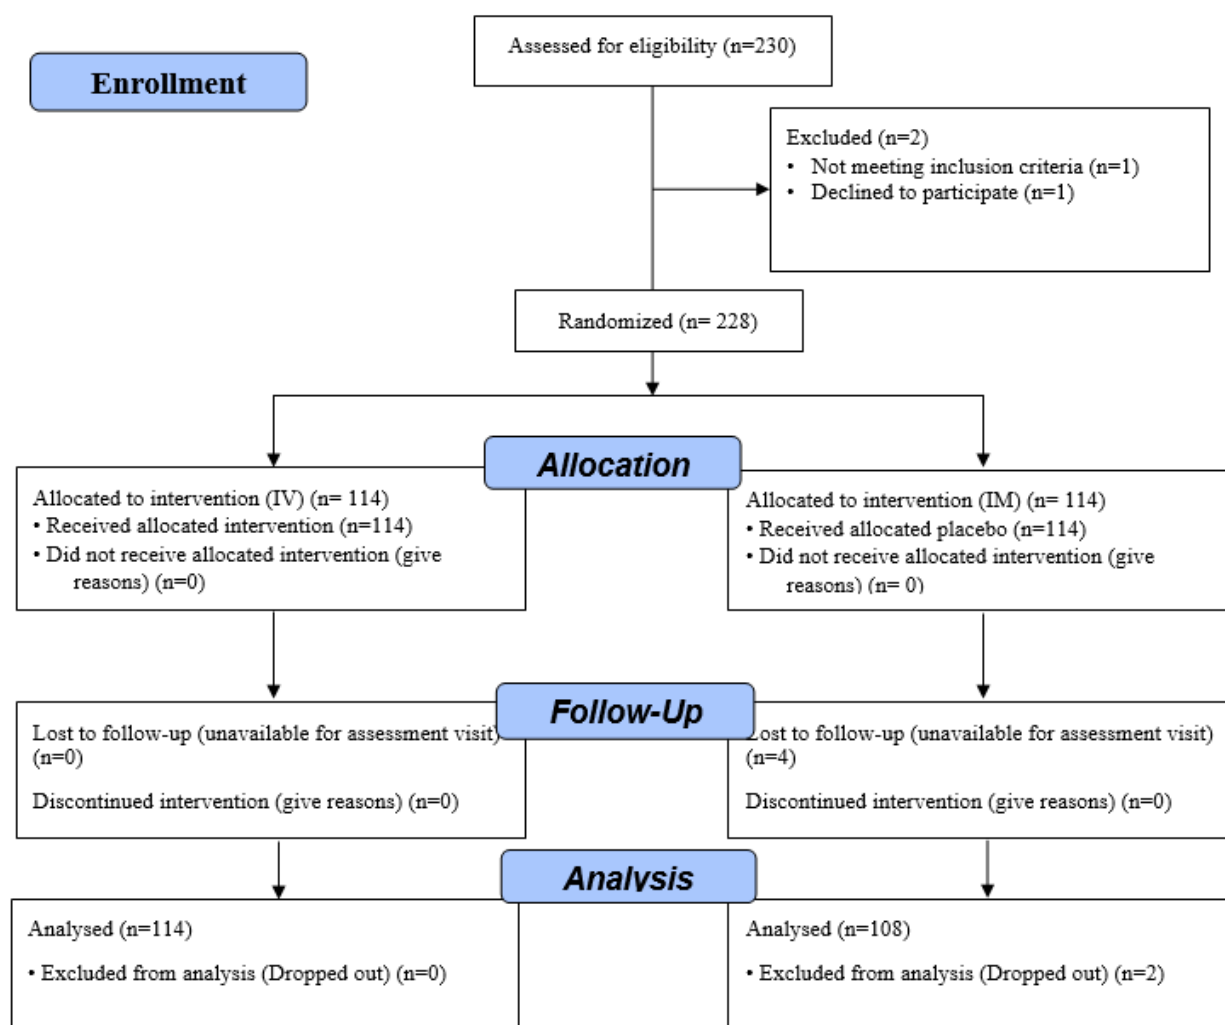 Assessed for eligibility (n=230)
Enrollment
Excluded (n=2)
• Not meeting inclusion criteria (n=1)
• Declined to participate (n=1)
Randomized (n= 228)
Allocation
Allocated to intervention (IV) (n= 114)
• Received allocated intervention (n=114)
• Did not receive allocated intervention (give
reasons) (n=0)
Allocated to intervention (IM) (n= 114)
• Received allocated placebo (n=114)
• Did not receive allocated intervention (give
reasons) (n= 0)
Follow-Up
Lost to follow-up (unavailable for assessment visit)
(n=0)
Discontinued intervention (give reasons) (n=0)
Lost to follow-up (unavailable for assessment visit)
(n=4)
Discontinued intervention (give reasons) (n=0)
Analysis
Analysed (n=114)
• Excluded from analysis (Dropped out) (n=0)
Analysed (n=108)
• Excluded from analysis (Dropped out) (n=2)